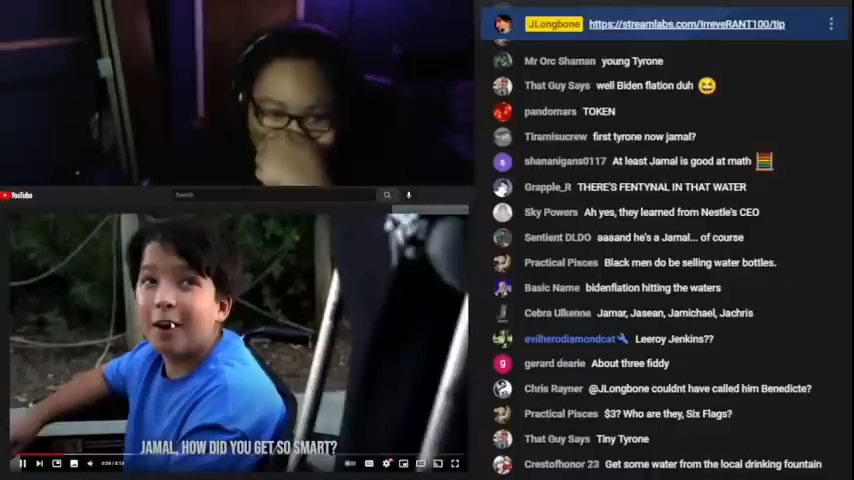 JLongbone https://streamlabs.com/IrreveRANT100/tip
Mr Orc Shaman young Tyrone
That Guy Says well Biden flation duh
pandomars TOKEN
Tiramisucrew first tyrone now jamal?
s shananigans0117 At least Jamal is good at math
Grapple_R THERE'S FENTYNAL IN THAT WATER
Sky Powers Ah yes, they learned from Nestle's CEO
Sentient DLDO aaaand he's a Jamal... of course
Practical Pisces Black men do be selling water bottles.
Basic Name bidenflation hitting the waters
Cebra Ulkenne Jamar, Jasean, Jamichael, Jachris
evilherodiamondcat Leeroy Jenkins??
g gerard dearie About three fiddy
Chris Rayner @JLongbone couldnt have called him Benedicte?
Practical Pisces $3? Who are they, Six Flags?
That Guy Says Tiny Tyrone
Crestofhonor 23 Get some water from the local drinking fountain
YouTube
Search
JAMAL, HOW DID YOU GET SO SMART?